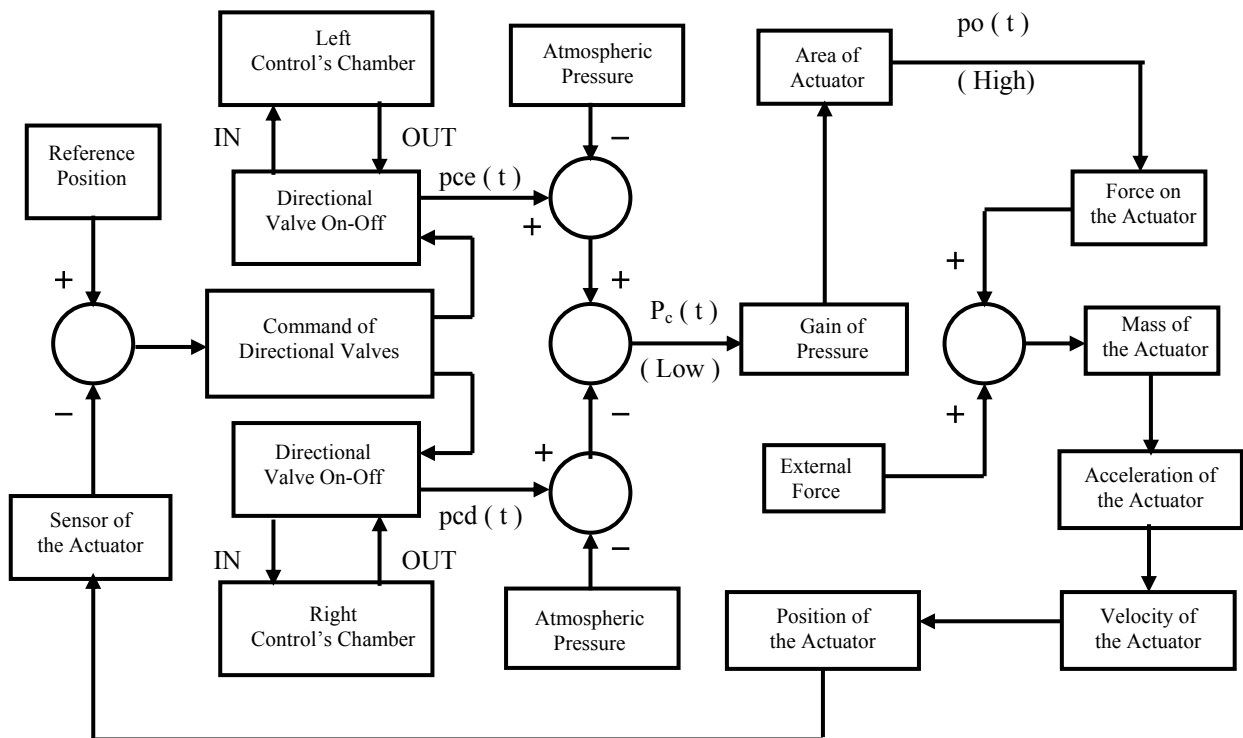 Left
Control's Chamber
Atmospheric
Pressure
Area of
Actuator
po ( t )
( High)
IN
OUT
−
Reference
Position
Directional
Valve On-Off
pce ( t )
+
Force on
the Actuator
+
+
+
Command of
Directional Valves
P_c ( t )
( Low )
Gain of
Pressure
Mass of
the Actuator
−
−
+
Directional
Valve On-Off
+
External
Force
Acceleration of
the Actuator
Sensor of
the Actuator
pcd ( t )
−
IN
OUT
Right
Control's Chamber
Atmospheric
Pressure
Position of
the Actuator
Velocity of
the Actuator